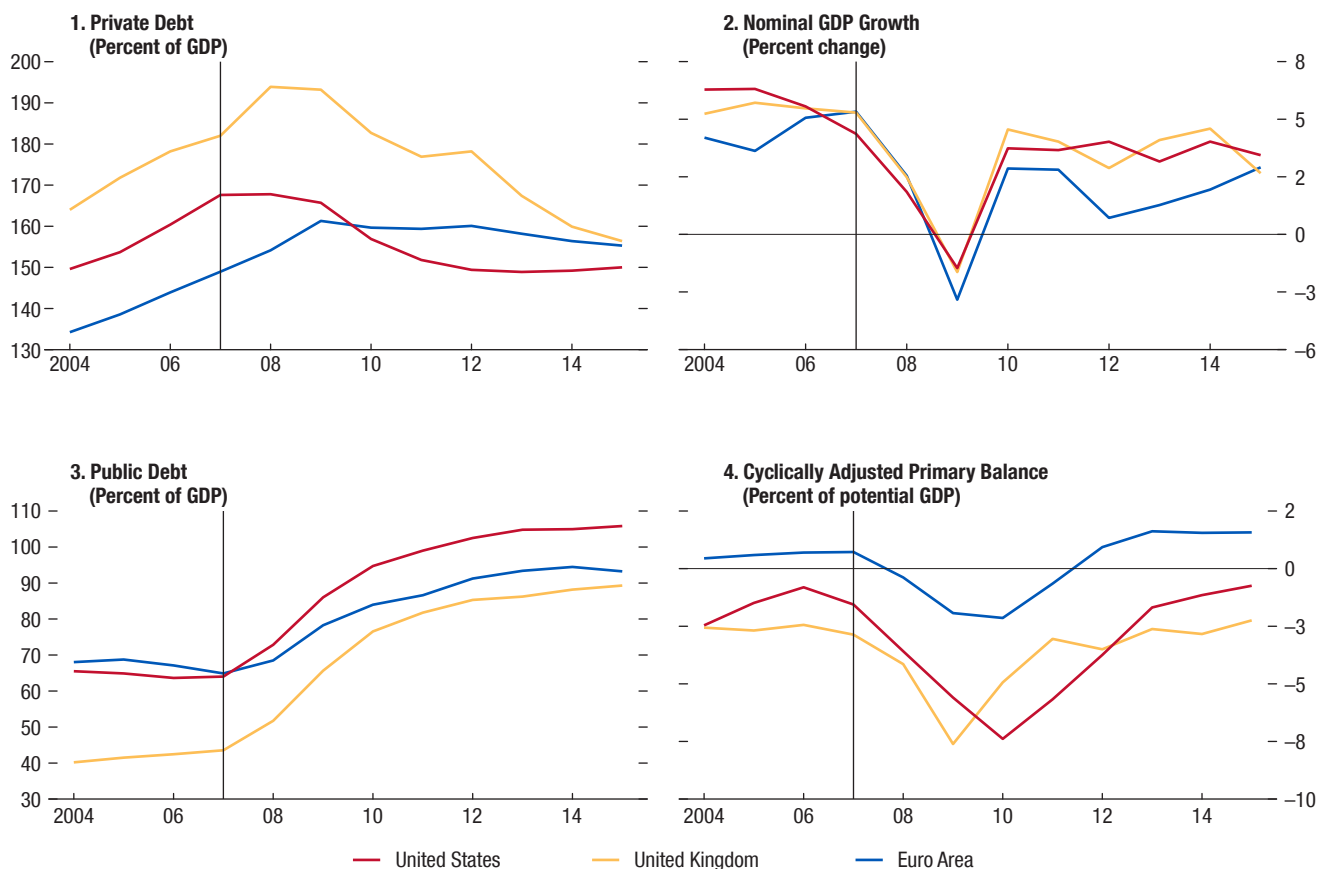 1. Private Debt
(Percent of GDP)
200
190
180
170
160
150
140
130
2004 06 08 10 12 14
2. Nominal GDP Growth
(Percent change)
8
5
2
0
–3
–6
2004 06 08 10 12 14
3. Public Debt
(Percent of GDP)
110
100
90
80
70
60
50
40
30
2004 06 08 10 12 14
4. Cyclically Adjusted Primary Balance
(Percent of potential GDP)
2
0
–3
–5
–8
–10
2004 06 08 10 12 14
United States United Kingdom Euro Area